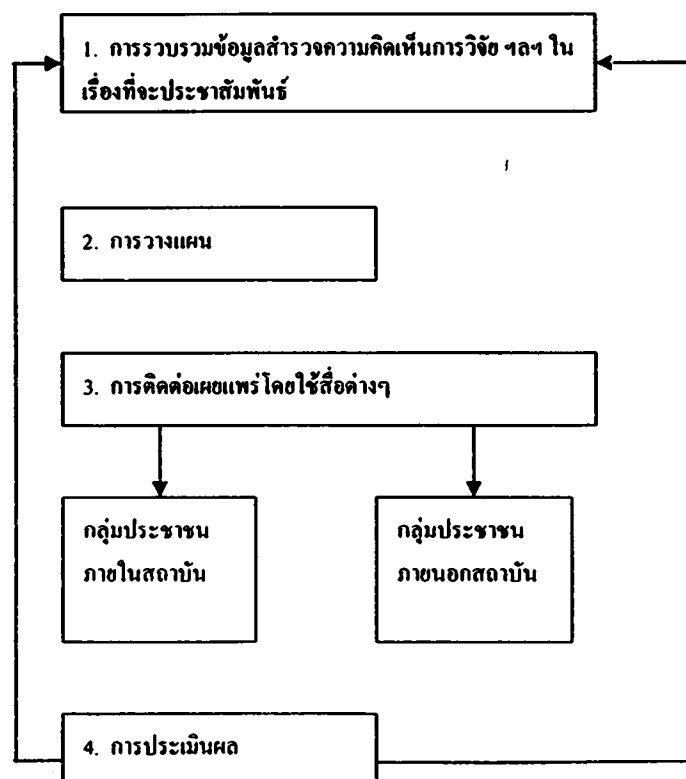 1. การรวบรวมข้อมูลสำรวจความคิดเห็นการวิจัย ฯลฯ ใน
เรื่องที่จะประชาสัมพันธ์
2. การวางแผน
3. การติดต่อเผยแพร่โดยใช้สื่อต่างๆ
กลุ่มประชาชน
ภายในสถาบัน
กลุ่มประชาชน
ภายนอกสถาบัน
4. การประเมินผล